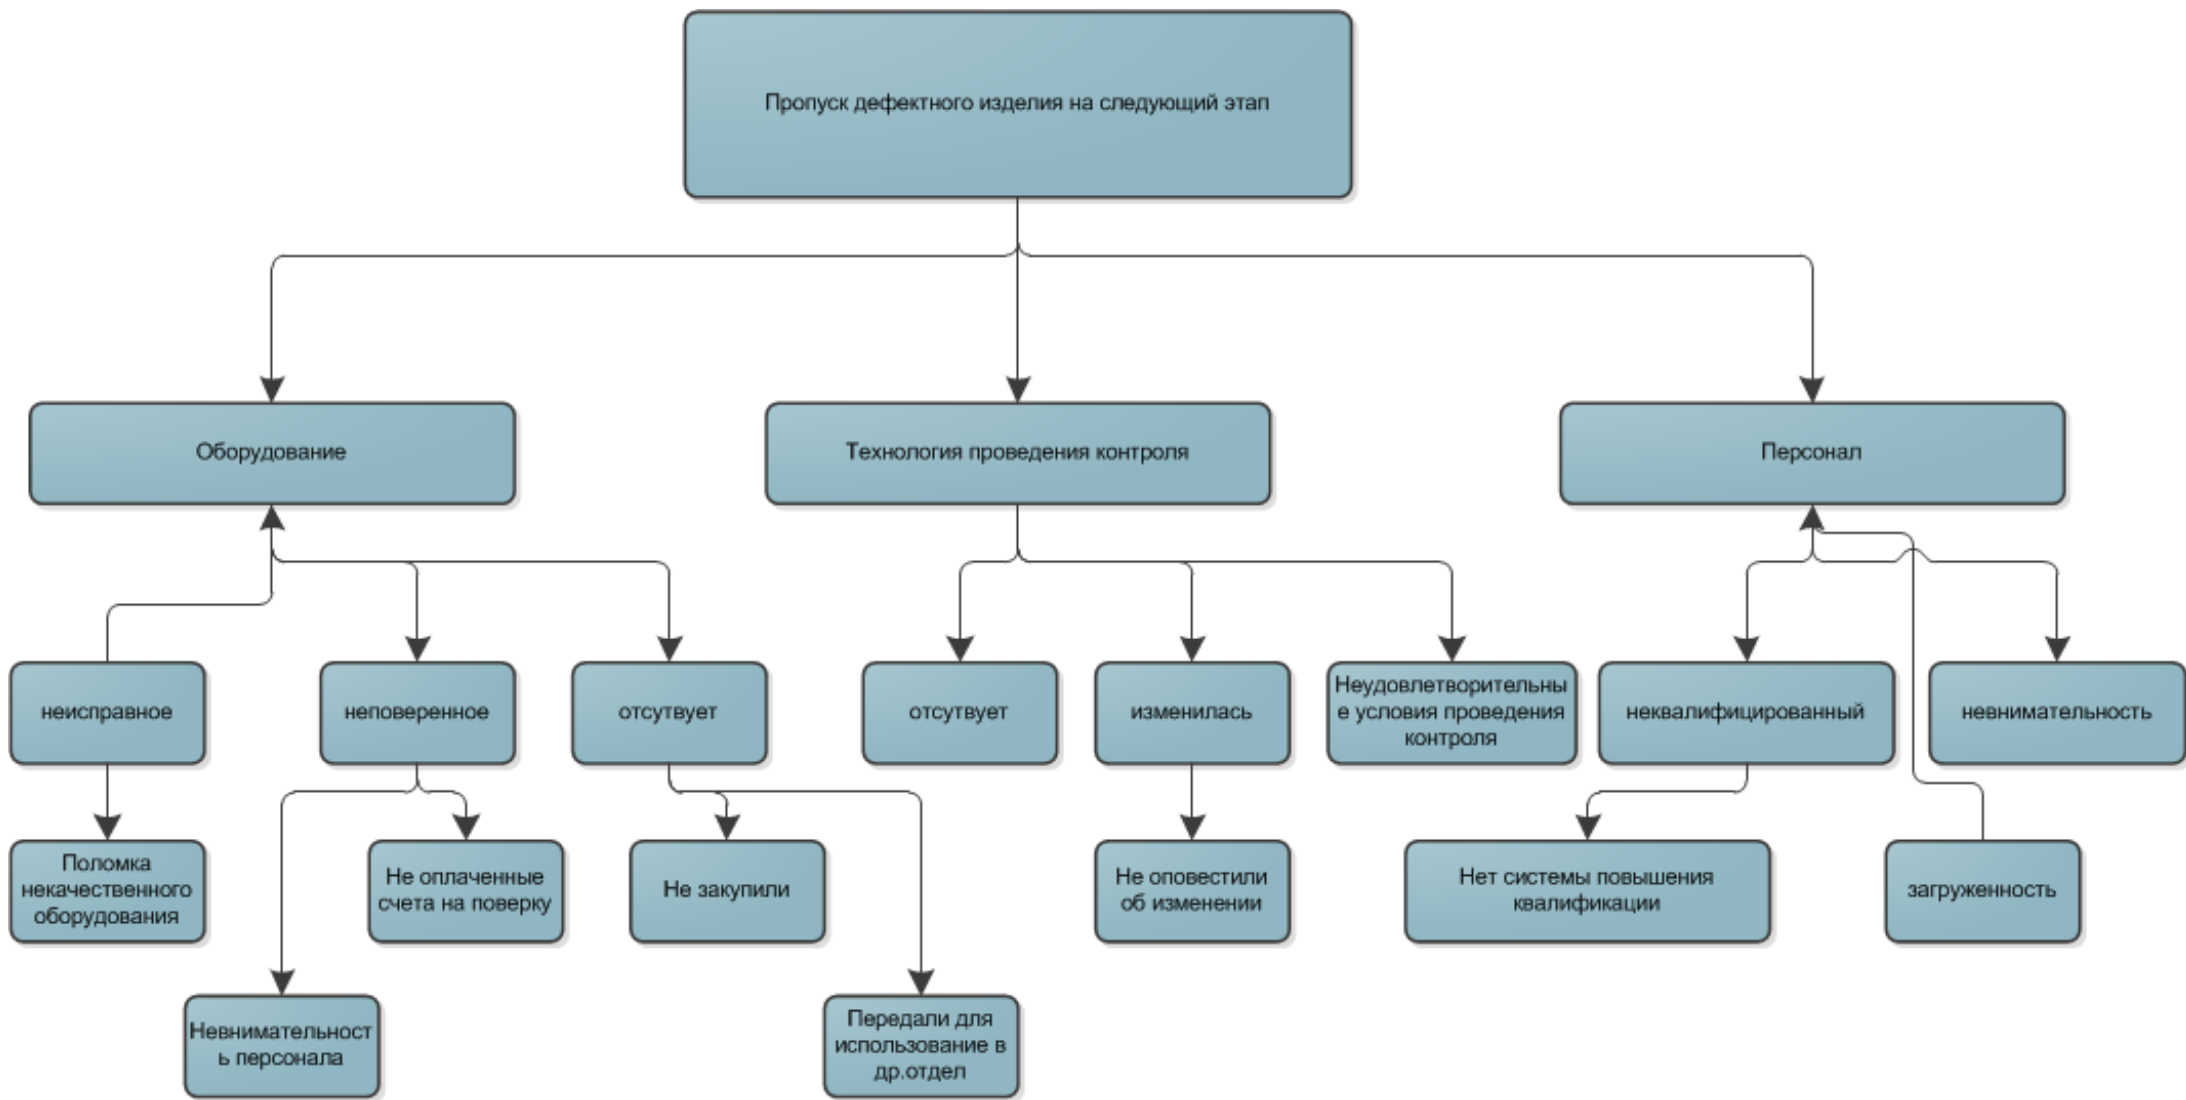 Пропуск дефектного изделия на следующий этап
Оборудование
Технология проведения контроля
Персонал
неисправное
неповеренное
отсутвует
отсутвует
изменилась
Неудовлетворительны
е условия проведения
контроля
неквалифицированный
невнимательность
Поломка
некачественного
оборудования
Не оплаченные
счета на поверку
Не закупили
Не оповестили
об изменении
Нет системы повышения
квалификации
загруженность
Невнимательност
ь персонала
Передали для
использование в
др.отдел